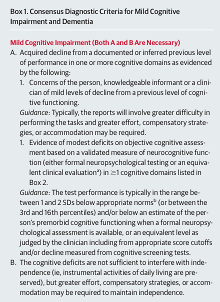 Box 1. Consensus Diagnostic Criteria for Mild Cognitive
Impairment and Dementia
Mild Cognitive Impairment (Both A and B Are Necessary)
A. Acquired decline from a documented or inferred previous level
of performance in one or more cognitive domains as evidenced
by the following:
1. Concerns of the person, knowledgeable informant or a clini-
cian of mild levels of decline from a previous level of cogni-
tive functioning.
Guidance: Typically, the reports will involve greater difficulty in
performing the tasks and greater effort, compensatory strate-
gies, or accommodation may be required.
1. Evidence of modest deficits on objective cognitive assess-
ment based on a validated measure of neurocognitive func-
tion (either formal neuropsychological testing or an equiva-
lent clinical evaluationᵃ) in ≥1 cognitive domains listed in
Box 2.
Guidance: The test performance is typically in the range be-
tween 1 and 2 SDs below appropriate normsᵇ (or between the
3rd and 16th percentiles) and/or below an estimate of the per-
son's premorbid cognitive functioning when a formal neuropsy-
chological assessment is available, or an equivalent level as
judged by the clinician including from appropriate score cutoffs
and/or decline measured from cognitive screening tests.
B. The cognitive deficits are not sufficient to interfere with inde-
pendence (ie, instrumental activities of daily living are pre-
served), but greater effort, compensatory strategies, or accom-
modation may be required to maintain independence.